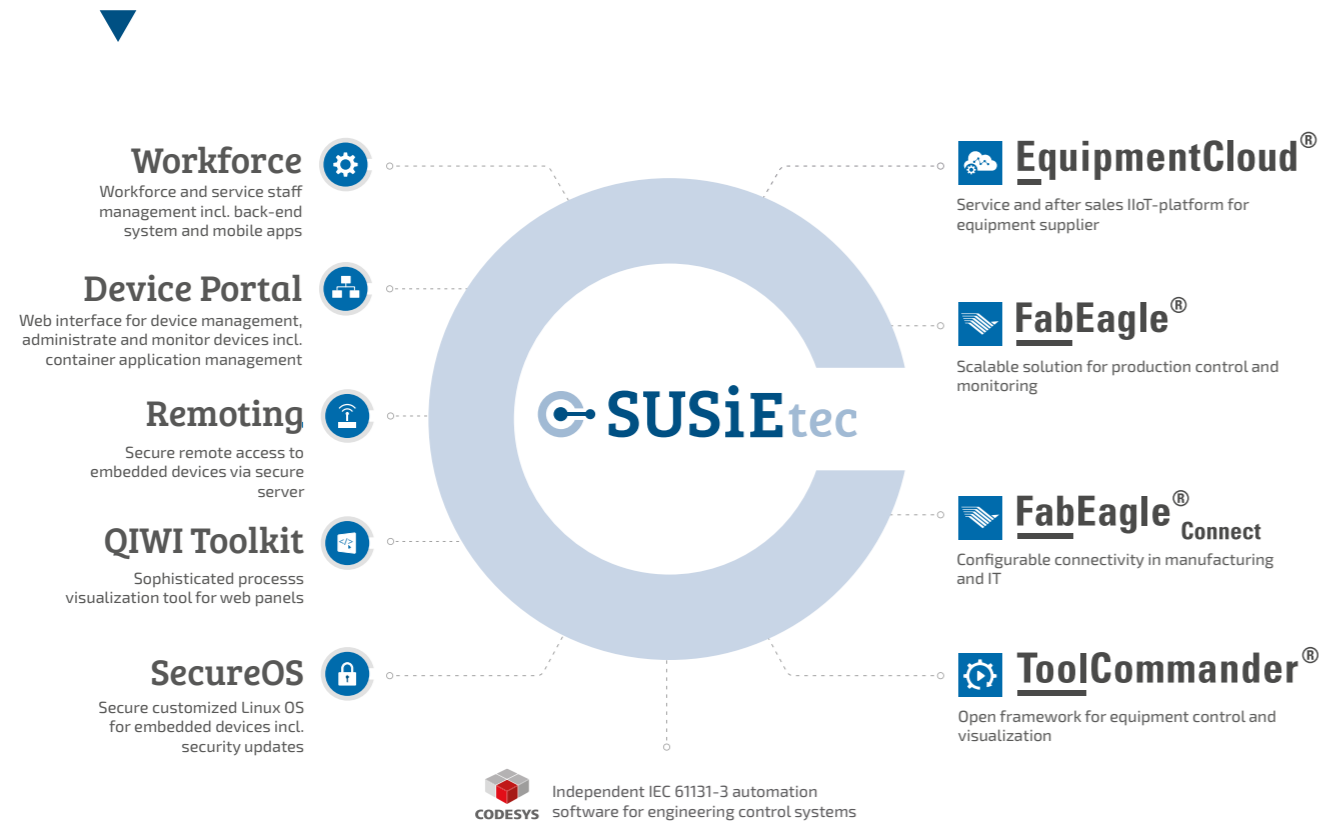 Workforce
Workforce and service staff
management incl. back-end
system and mobile apps
Device Portal
Web interface for device management,
administrate and monitor devices incl.
container application management
Remoting
Secure remote access to
embedded devices via secure
server
QIWI Toolkit
Sophisticated processs
visualization tool for web panels
SecureOS
Secure customized Linux OS
for embedded devices incl.
security updates
SUSiEtec
EquipmentCloud®
Service and after sales IIoT-platform for
equipment supplier
FabEagle®
Scalable solution for production control and
monitoring
FabEagle® Connect
Configurable connectivity in manufacturing
and IT
ToolCommander®
Open framework for equipment control and
visualization
CODESYS
Independent IEC 61131-3 automation
software for engineering control systems